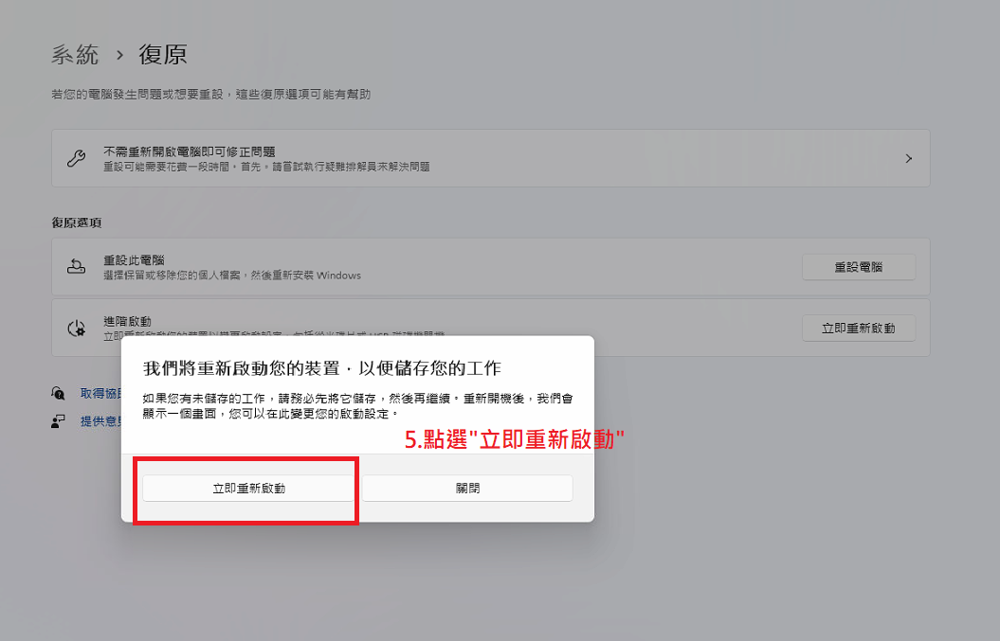 系統 › 復原
若您的電腦發生問題或想要重設，這些復原選項可能有幫助
不需重新開啟電腦即可修正問題
重設可能需要花費一段時間，首先。請嘗試執行疑難排解員來解決問題
復原選項
重設此電腦
選擇保留或移除您的個人檔案，然後重新安裝 Windows
重設電腦
進階啟動
立即重新啟動
我們將重新啟動您的裝置，以便儲存您的工作
如果您有未儲存的工作，請務必先將它儲存，然後再繼續。重新開機後，我們會
顯示一個畫面，您可以在此變更您的啟動設定。
取得協
提供意
5.點選"立即重新啟動"
立即重新啟動
關閉